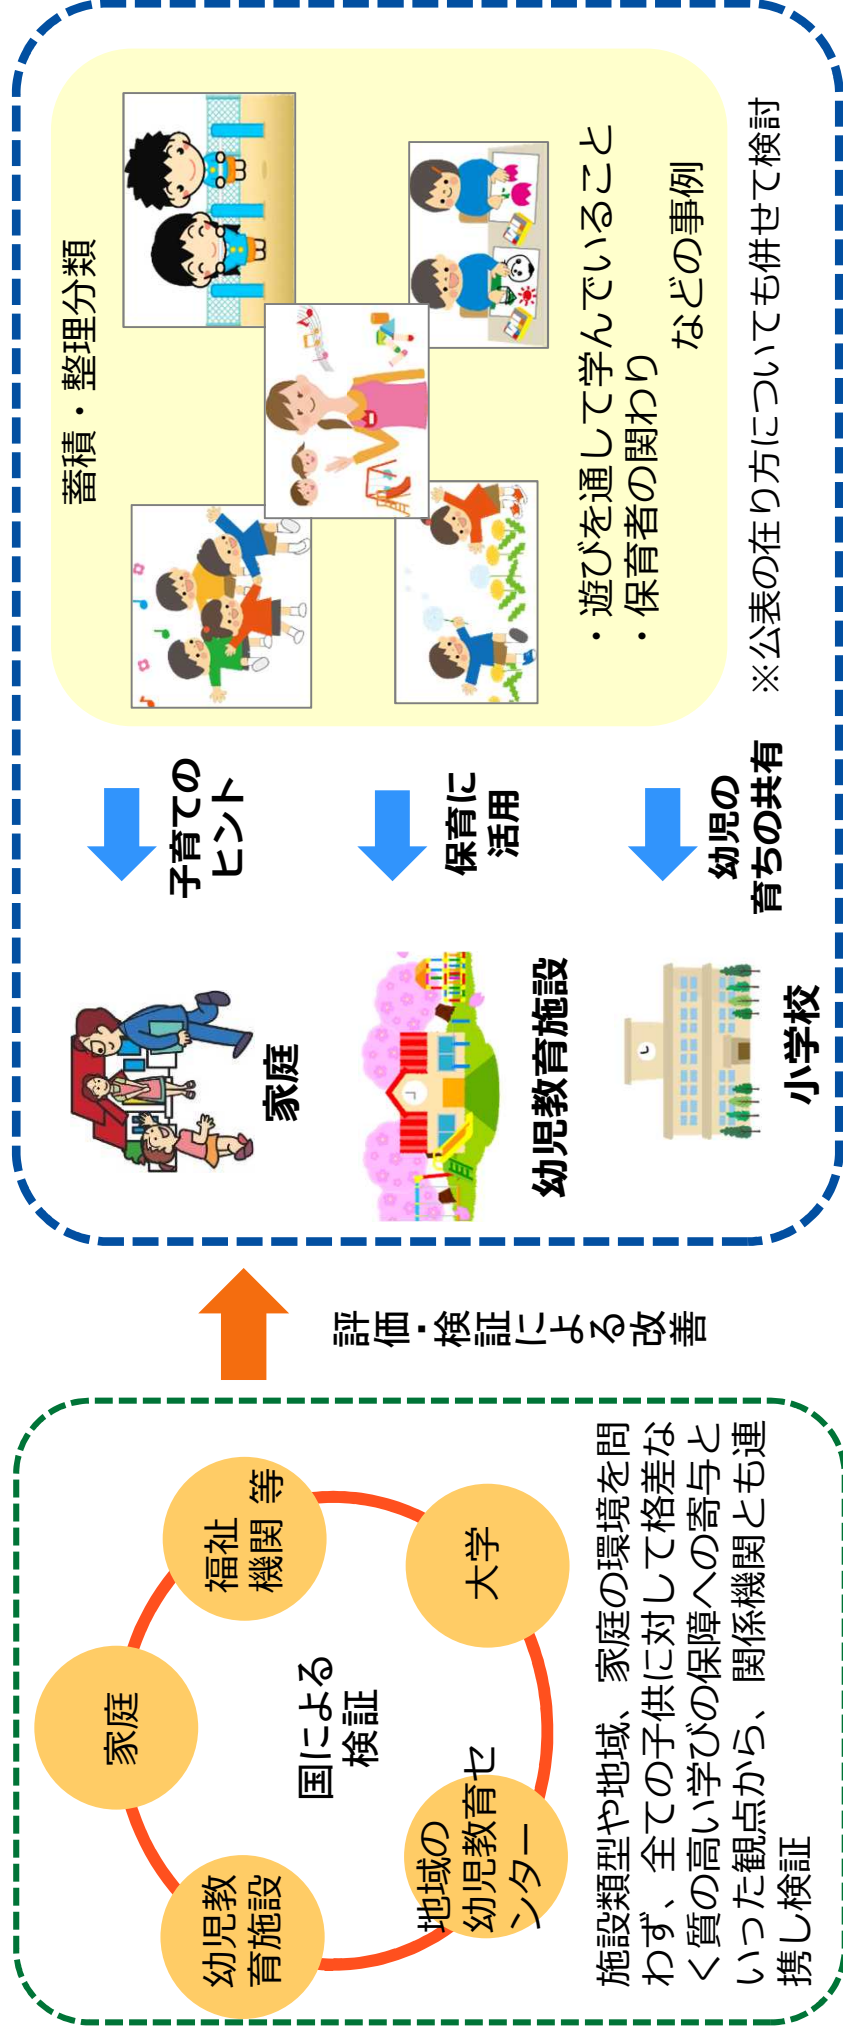 家庭
福祉
機関 等
大学
地域の
幼児教育セ
ンター
幼児教
育施設
国による
検証
施設類型や地域、家庭の環境を問
わず、全ての子供に対して格差な
く質の高い学びの保障への寄与と
いった観点から、関係機関とも連
携し検証
評価・検証による改善
家庭
幼児教育施設
小学校
子育ての
ヒント
保育に
活用
幼児の
育ちの共有
蓄積・整理分類
・遊びを通して学んでいること
・保育者の関わり
などの事例
※公表の在り方についても併せて検討